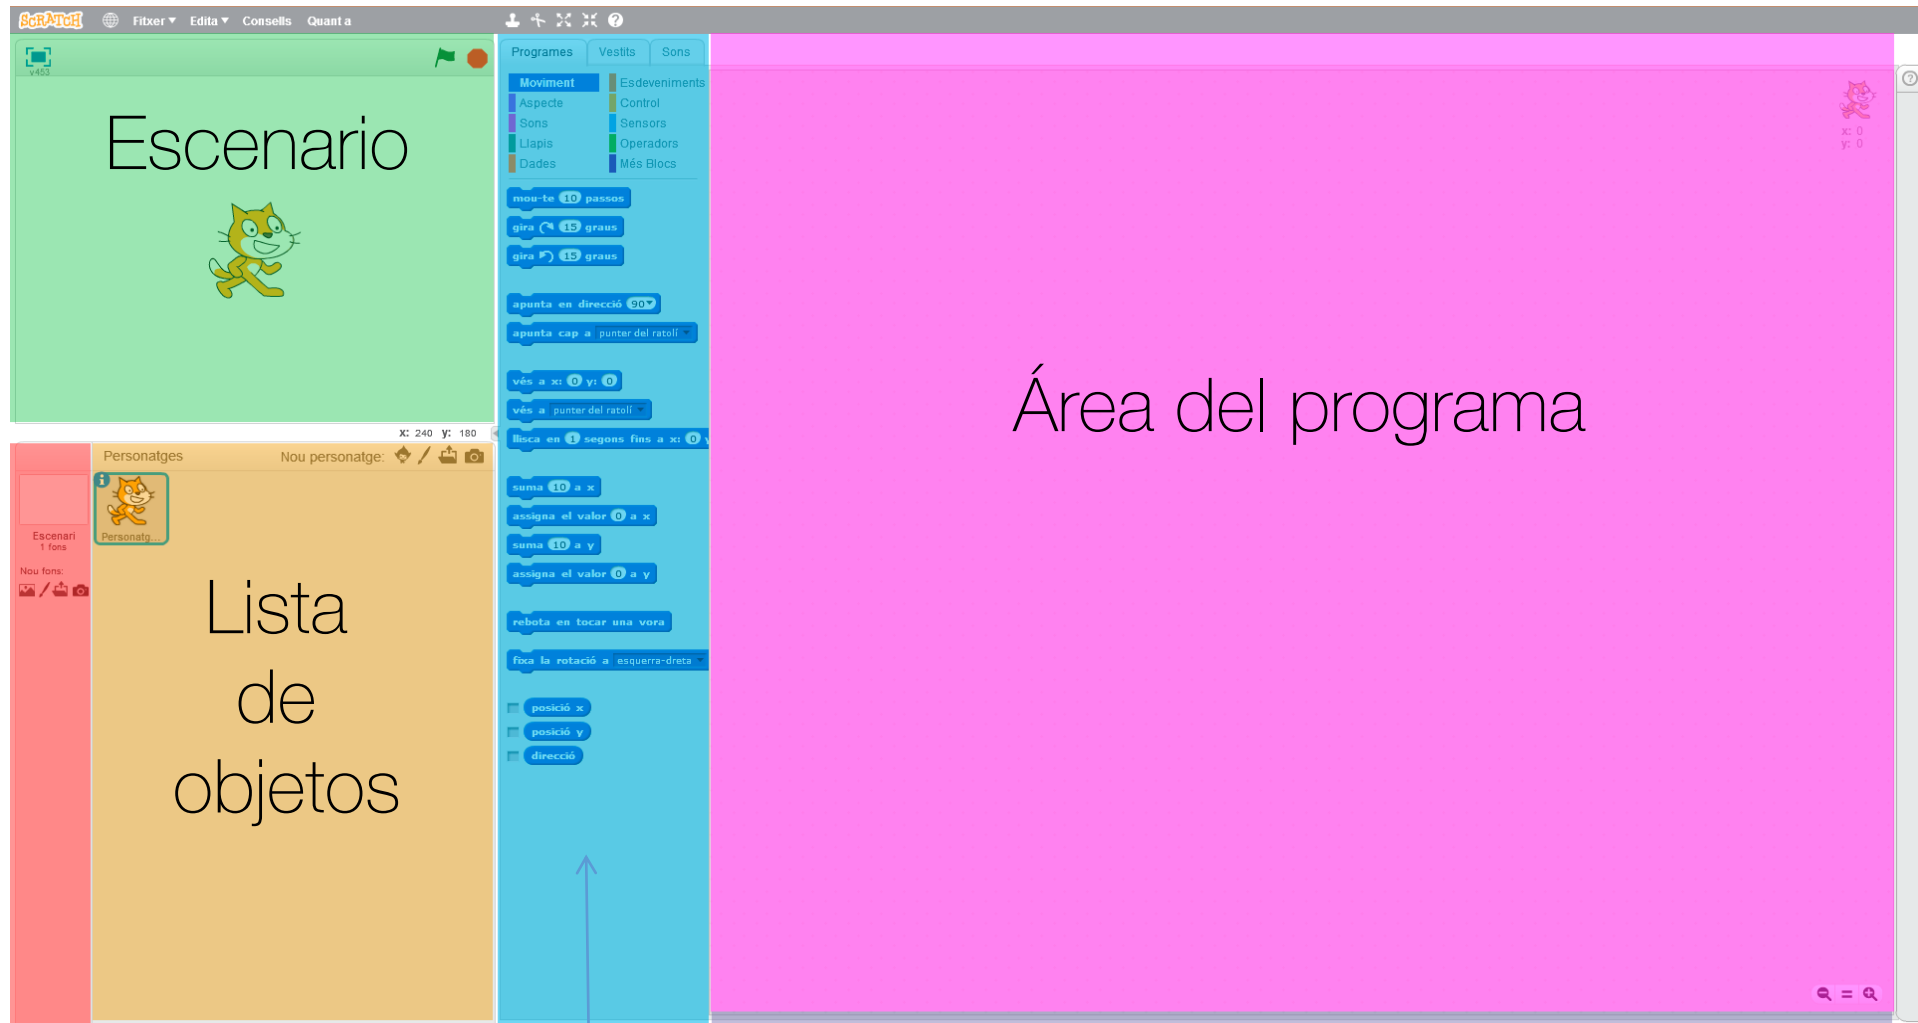 SCRATCH Fitxer Edita Consells Quant a
v453
Escenario
X: 240 Y: 180
Personatges Nou personatge:
Escenari
1 fons
Nou fons:
Personatg...
Lista
de
objetos
Programes Vestits Sons
Moviment Esdeveniments
Aspecte Control
Sons Sensors
Llapis Operadors
Dades Més Blocs
mou-te 10 passos
gira 15 graus
gira 15 graus
apunta en direcció 90
apunta cap a punter del ratolí
vés a x: 0 y: 0
vés a punter del ratolí
llisca en 1 segons fins a x: 0 y
suma 10 a x
assigna el valor 0 a x
suma 10 a y
assigna el valor 0 a y
rebota en tocar una vora
fixa la rotació a esquerra-dreta
posició x
posició y
direcció
x: 0
y: 0
Área del programa